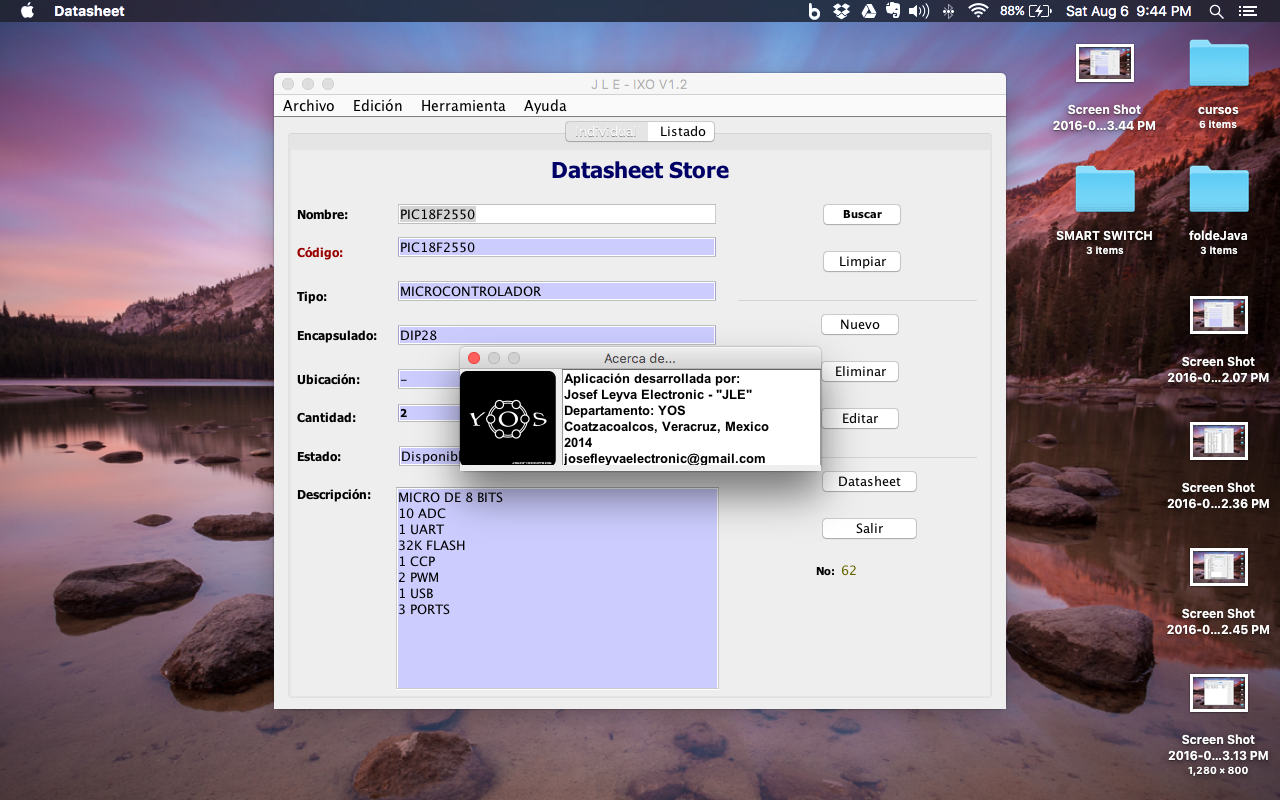 Datasheet
88%
Sat Aug 6 9:44 PM
J L E - IXO V1.2
Archivo Edición Herramienta Ayuda
Individual Listado
Datasheet Store
Nombre: PIC18F2550 Buscar
Código: PIC18F2550 Limpiar
Tipo: MICROCONTROLADOR
Nuevo
Encapsulado: DIP28
Eliminar
Ubicación: –
Cantidad: 2 Editar
Estado: Disponibl
Datasheet
Descripción:
MICRO DE 8 BITS
10 ADC
1 UART
32K FLASH
1 CCP
2 PWM
1 USB
3 PORTS
Salir
No: 62
Acerca de...
YOS
Aplicación desarrollada por:
Josef Leyva Electronic - "JLE"
Departamento: YOS
Coatzacoalcos, Veracruz, Mexico
2014
josefleyvaelectronic@gmail.com
Screen Shot
2016-0...3.44 PM
cursos
6 items
SMART SWITCH
3 items
foldeJava
3 items
Screen Shot
2016-0...2.07 PM
Screen Shot
2016-0...2.36 PM
Screen Shot
2016-0...2.45 PM
Screen Shot
2016-0...3.13 PM
1,280 × 800